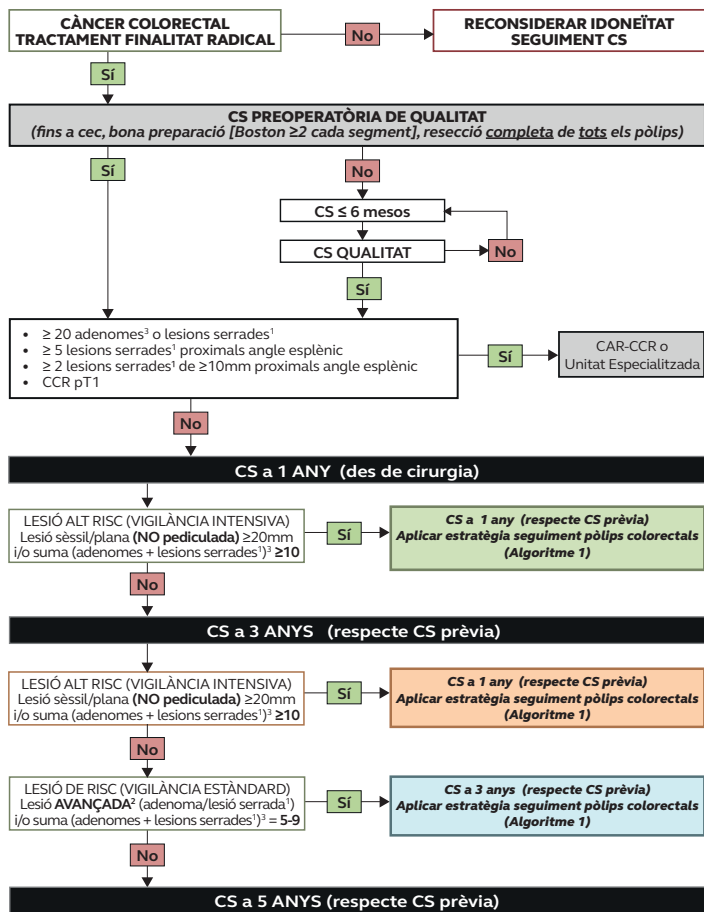 CÀNCER COLORECTAL
TRACTAMENT FINALITAT RADICAL
No
RECONSIDERAR IDONEÏTAT
SEGUIMENT CS
Sí
CS PREOPERATÒRIA DE QUALITAT
(fins a cec, bona preparació [Boston ≥2 cada segment], resecció completa de tots els pòlips)
Sí
No
CS ≤ 6 mesos
CS QUALITAT
No
Sí
• ≥ 20 adenomes³ o lesions serrades¹
• ≥ 5 lesions serrades¹ proximals angle esplènic
• ≥ 2 lesions serrades¹ de ≥10mm proximals angle esplènic
• CCR pT1
Sí
CAR-CCR o
Unitat Especialitzada
No
CS a 1 ANY (des de cirurgia)
LESIÓ ALT RISC (VIGILÀNCIA INTENSIVA)
Lesió sèssil/plana (NO pediculada) ≥20mm
i/o suma (adenomes + lesions serrades¹)³ ≥10
Sí
CS a 1 any (respecte CS prèvia)
Aplicar estratègia seguiment pòlips colorectals
(Algoritme 1)
No
CS a 3 ANYS (respecte CS prèvia)
LESIÓ ALT RISC (VIGILÀNCIA INTENSIVA)
Lesió sèssil/plana (NO pediculada) ≥20mm
i/o suma (adenomes + lesions serrades¹)³ ≥10
Sí
CS a 1 any (respecte CS prèvia)
Aplicar estratègia seguiment pòlips colorectals
(Algoritme 1)
No
LESIÓ DE RISC (VIGILÀNCIA ESTÀNDARD)
Lesió AVANÇADA² (adenoma/lesió serrada¹)
i/o suma (adenomes + lesions serrades¹)³ = 5-9
Sí
CS a 3 anys (respecte CS prèvia)
Aplicar estratègia seguiment pòlips colorectals
(Algoritme 1)
No
CS a 5 ANYS (respecte CS prèvia)